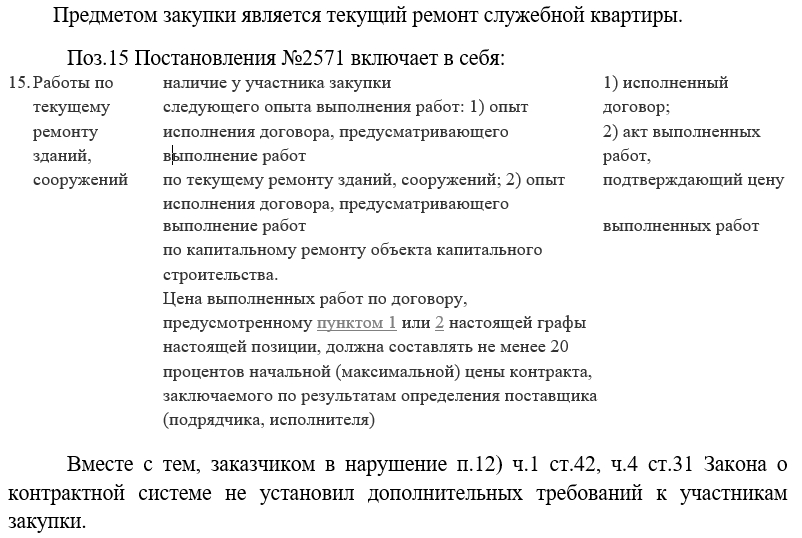 Предметом закупки является текущий ремонт служебной квартиры.
Поз.15 Постановления №2571 включает в себя:
15. Работы по
текущему
ремонту
зданий,
сооружений
наличие у участника закупки
следующего опыта выполнения работ: 1) опыт
исполнения договора, предусматривающего
выполнение работ
по текущему ремонту зданий, сооружений; 2) опыт
исполнения договора, предусматривающего
выполнение работ
по капитальному ремонту объекта капитального
строительства.
Цена выполненных работ по договору,
предусмотренному пунктом 1 или 2 настоящей графы
настоящей позиции, должна составлять не менее 20
процентов начальной (максимальной) цены контракта,
заключаемого по результатам определения поставщика
(подрядчика, исполнителя)
1) исполненный
договор;
2) акт выполненных
работ,
подтверждающий цену
выполненных работ
Вместе с тем, заказчиком в нарушение п.12) ч.1 ст.42, ч.4 ст.31 Закона о
контрактной системе не установил дополнительных требований к участникам
закупки.